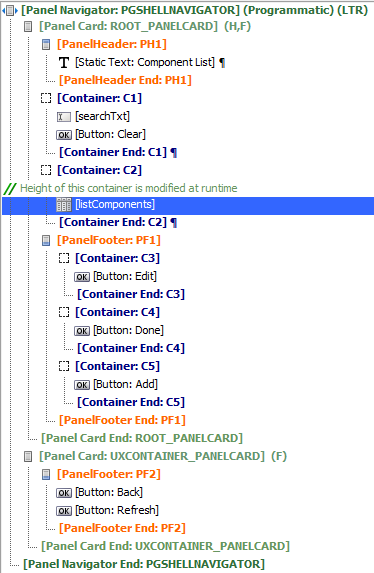 [Panel Navigator: PGSHELLNAVIGATOR] (Programmatic) (LTR)
[Panel Card: ROOT_PANELCARD] (H,F)
[PanelHeader: PH1]
T [Static Text: Component List] ¶
[PanelHeader End: PH1]
[Container: C1]
[searchTxt]
OK [Button: Clear]
[Container End: C1] ¶
[Container: C2]
// Height of this container is modified at runtime
[listComponents]
[Container End: C2] ¶
[PanelFooter: PF1]
[Container: C3]
OK [Button: Edit]
[Container End: C3]
[Container: C4]
OK [Button: Done]
[Container End: C4]
[Container: C5]
OK [Button: Add]
[Container End: C5]
[PanelFooter End: PF1]
[Panel Card End: ROOT_PANELCARD]
[Panel Card: UXCONTAINER_PANELCARD] (F)
[PanelFooter: PF2]
OK [Button: Back]
OK [Button: Refresh]
[PanelFooter End: PF2]
[Panel Card End: UXCONTAINER_PANELCARD]
[Panel Navigator End: PGSHELLNAVIGATOR]